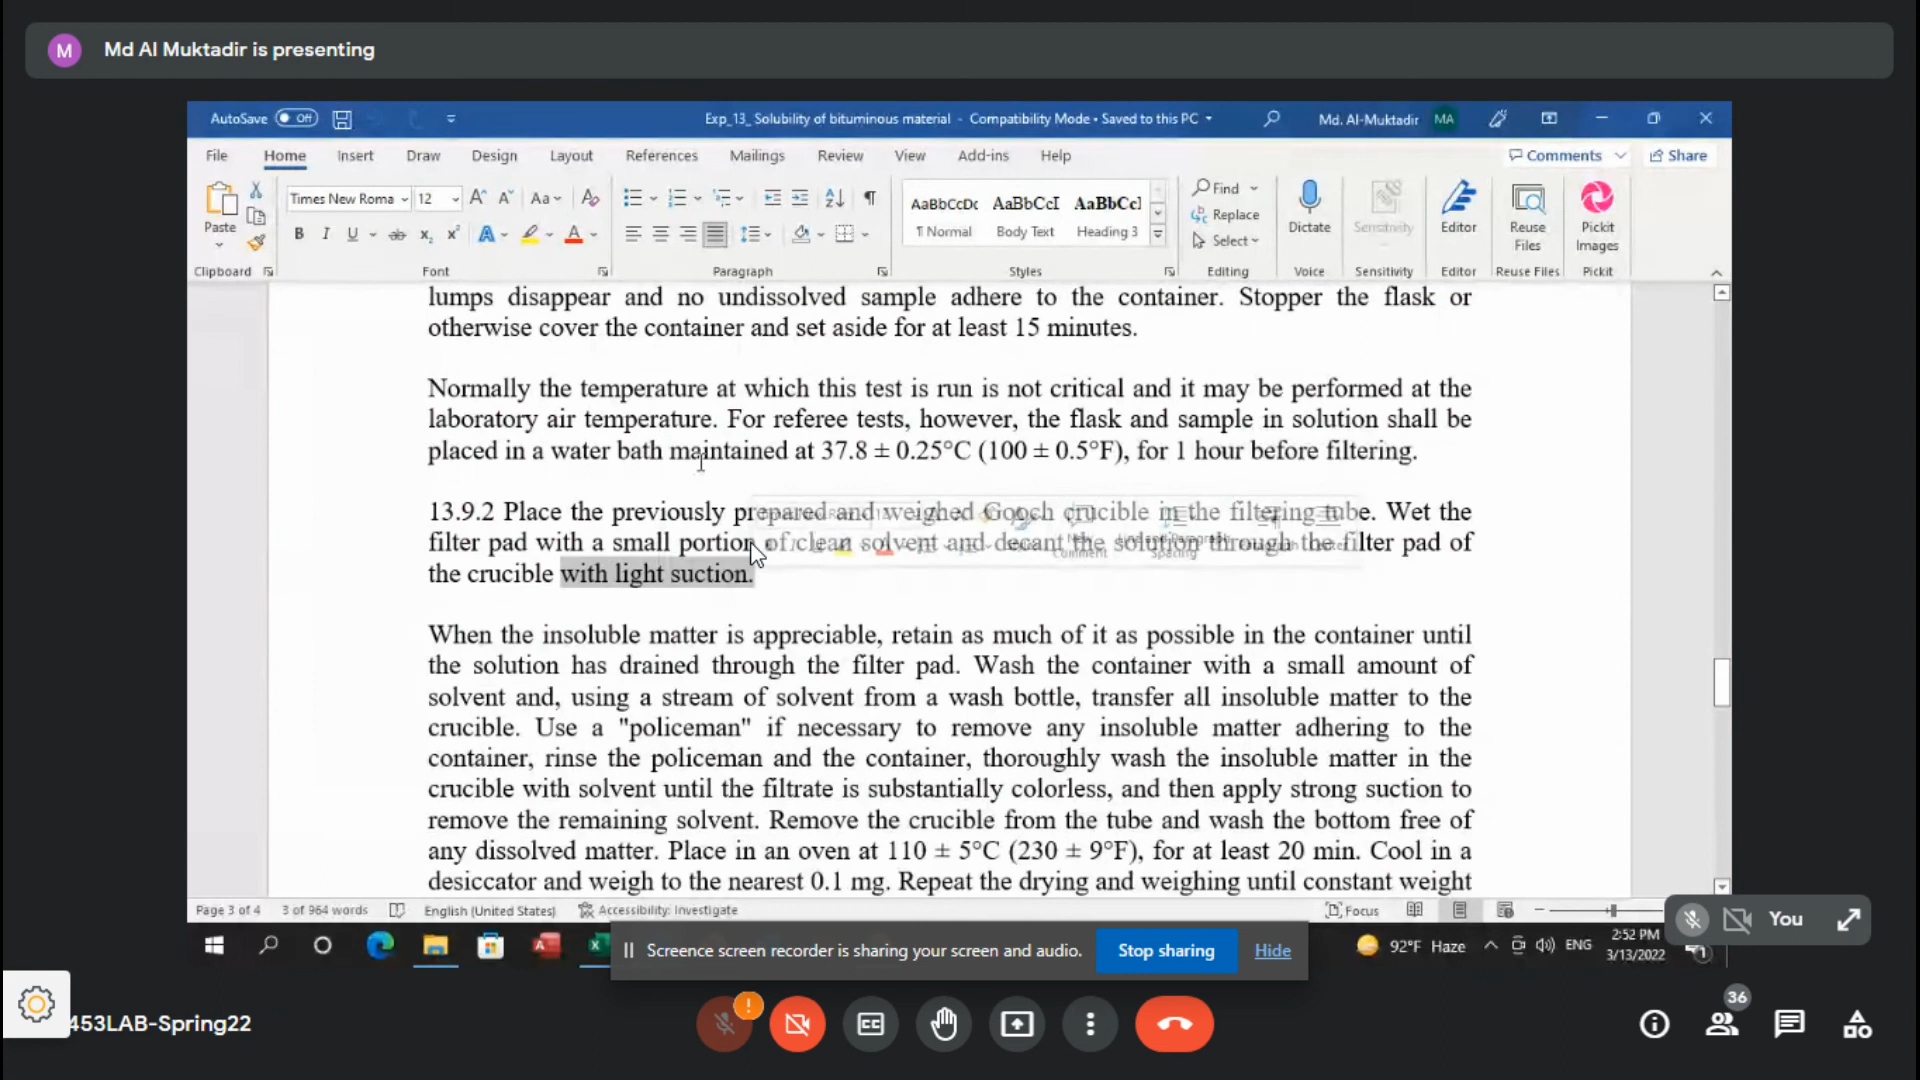 M
Md Al Muktadir is presenting
AutoSave Off
Exp_13_ Solubility of bituminous material - Compatibility Mode • Saved to this PC
Md. Al-Muktadir MA
File Home Insert Draw Design Layout References Mailings Review View Add-ins Help
Comments Share
Paste
Times New Roma 12 Aa
B I U
AaBbCcDc AaBbCcI AaBbCcl
¶ Normal Body Text Heading 3
Find
Replace
Select
Dictate
Sensitivity
Editor
Reuse Files
Pickit Images
Clipboard Font Paragraph Styles Editing Voice Sensitivity Editor Reuse Files Pickit
lumps disappear and no undissolved sample adhere to the container. Stopper the flask or
otherwise cover the container and set aside for at least 15 minutes.
Normally the temperature at which this test is run is not critical and it may be performed at the
laboratory air temperature. For referee tests, however, the flask and sample in solution shall be
placed in a water bath maintained at 37.8 ± 0.25°C (100 ± 0.5°F), for 1 hour before filtering.
13.9.2 Place the previously prepared and weighed Gooch crucible in the filtering tube. Wet the
filter pad with a small portion of clean solvent and decant the solution through the filter pad of
the crucible with light suction.
When the insoluble matter is appreciable, retain as much of it as possible in the container until
the solution has drained through the filter pad. Wash the container with a small amount of
solvent and, using a stream of solvent from a wash bottle, transfer all insoluble matter to the
crucible. Use a "policeman" if necessary to remove any insoluble matter adhering to the
container, rinse the policeman and the container, thoroughly wash the insoluble matter in the
crucible with solvent until the filtrate is substantially colorless, and then apply strong suction to
remove the remaining solvent. Remove the crucible from the tube and wash the bottom free of
any dissolved matter. Place in an oven at 110 ± 5°C (230 ± 9°F), for at least 20 min. Cool in a
desiccator and weigh to the nearest 0.1 mg. Repeat the drying and weighing until constant weight
Page 3 of 4 3 of 964 words English (United States) Accessibility: Investigate
Focus
You
Screence screen recorder is sharing your screen and audio. Stop sharing Hide
92°F Haze ENG
2:52 PM
3/13/2022
453LAB-Spring22
36